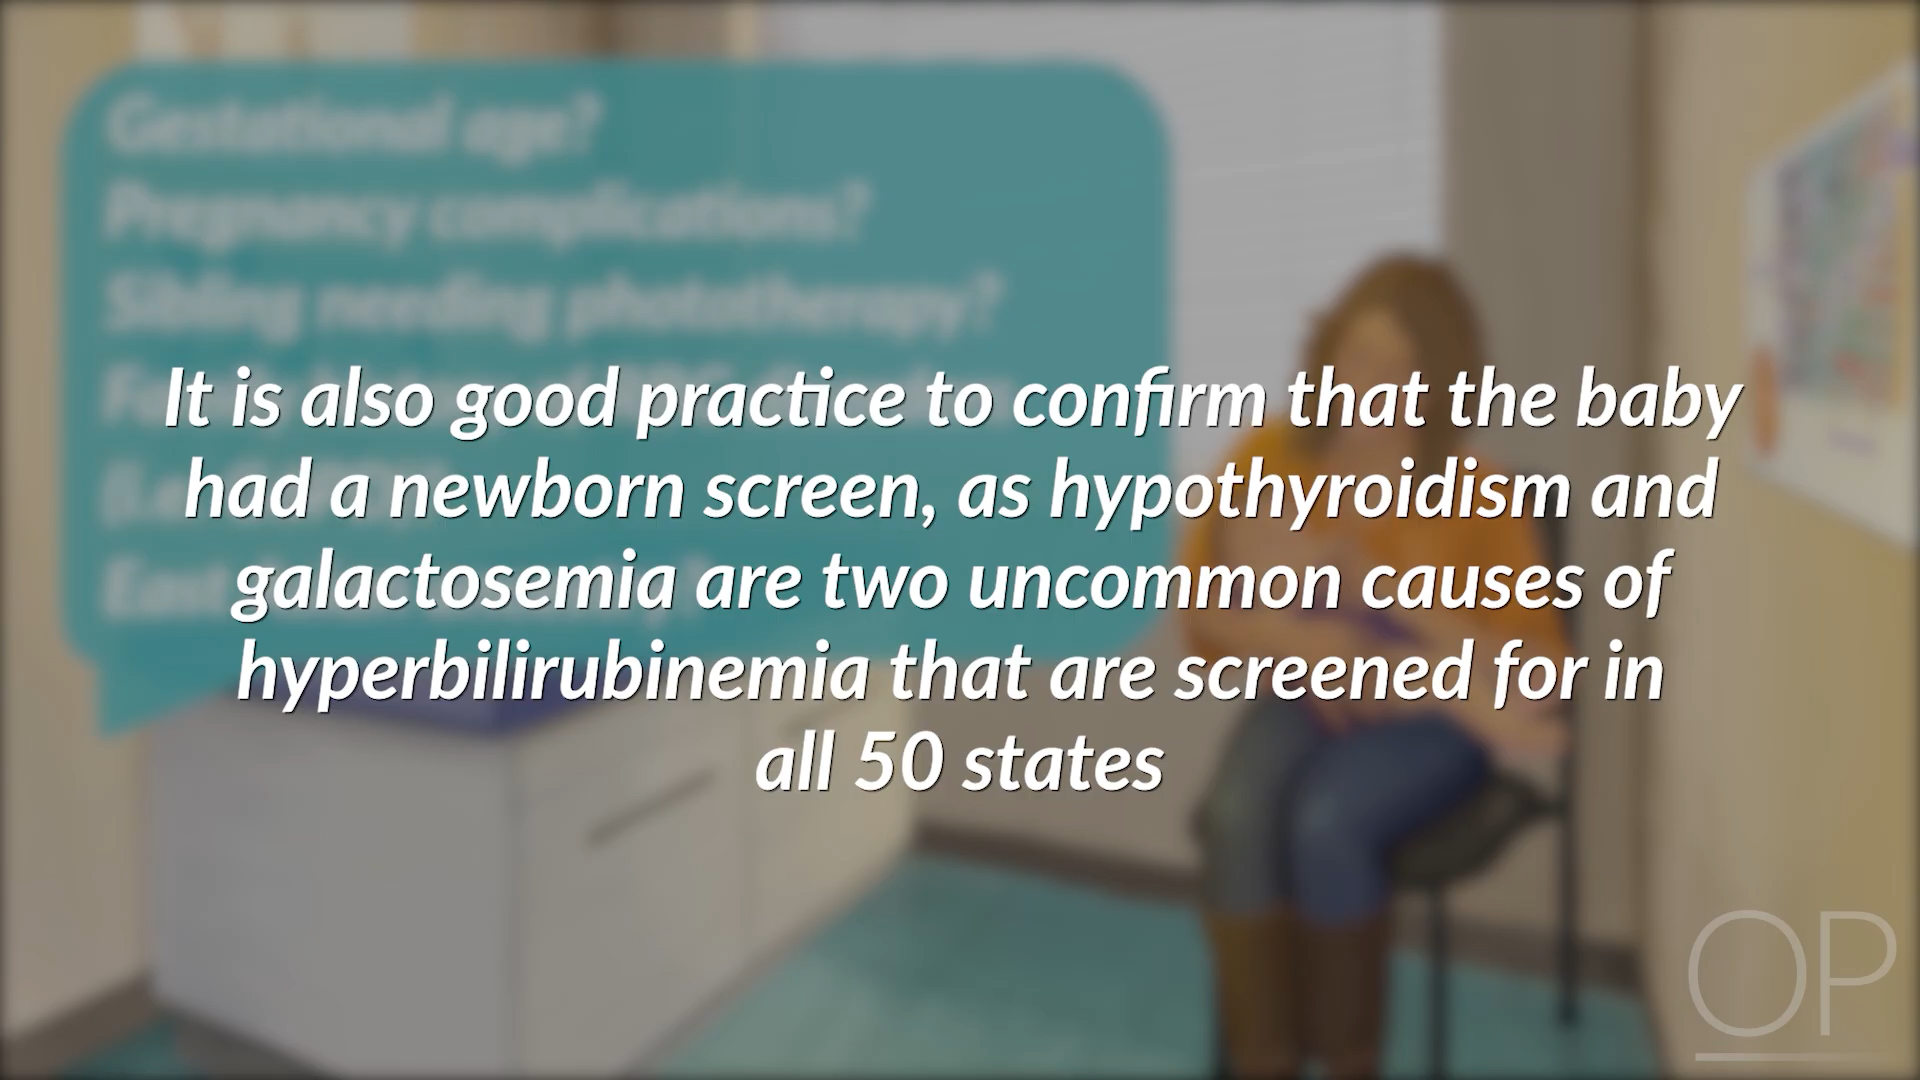 Gestational age?
Pregnancy complications?
Sibling needing phototherapy?
It is also good practice to confirm that the baby
had a newborn screen, as hypothyroidism and
galactosemia are two uncommon causes of
hyperbilirubinemia that are screened for in
all 50 states
East
OP